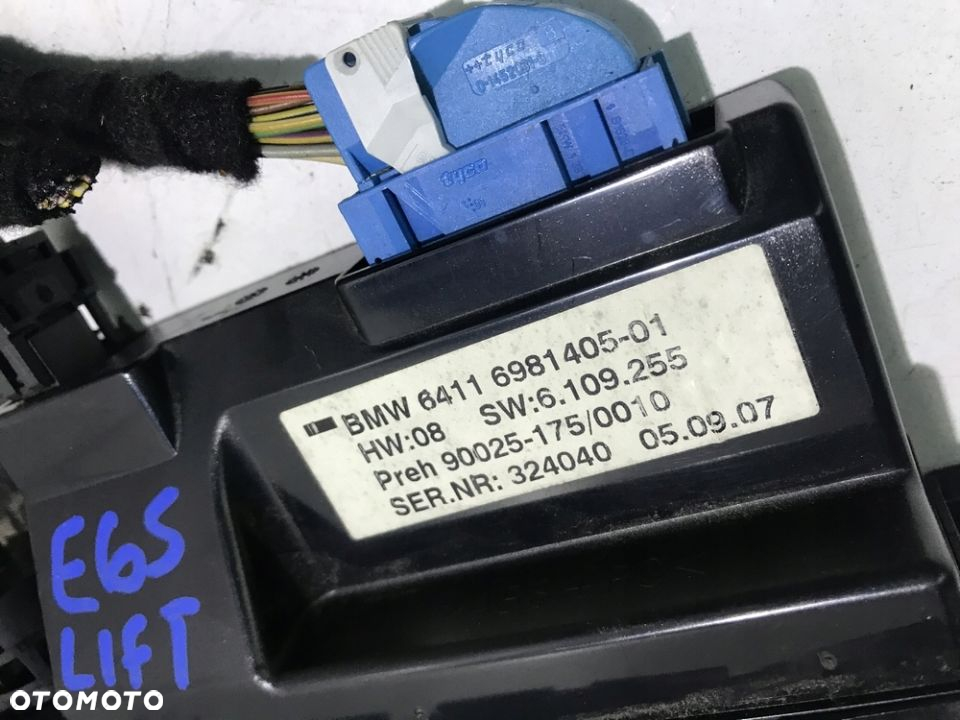 ++tyco
tyco
BMW 6411 6981405-01
HW:08 SW:6.109.255
Preh 90025-175/0010
SER.NR: 324040 05.09.07
E65
LIFT
OTOMOTO